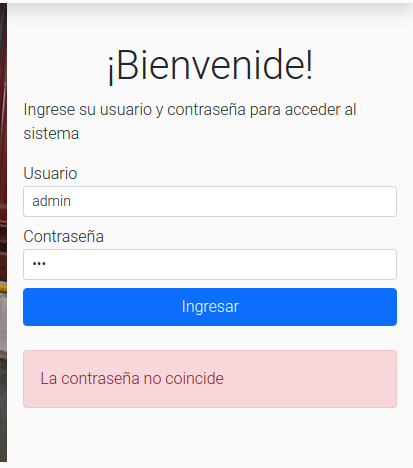 ¡Bienvenide!
Ingrese su usuario y contraseña para acceder al
sistema
Usuario
admin
Contraseña
•••
Ingresar
La contraseña no coincide